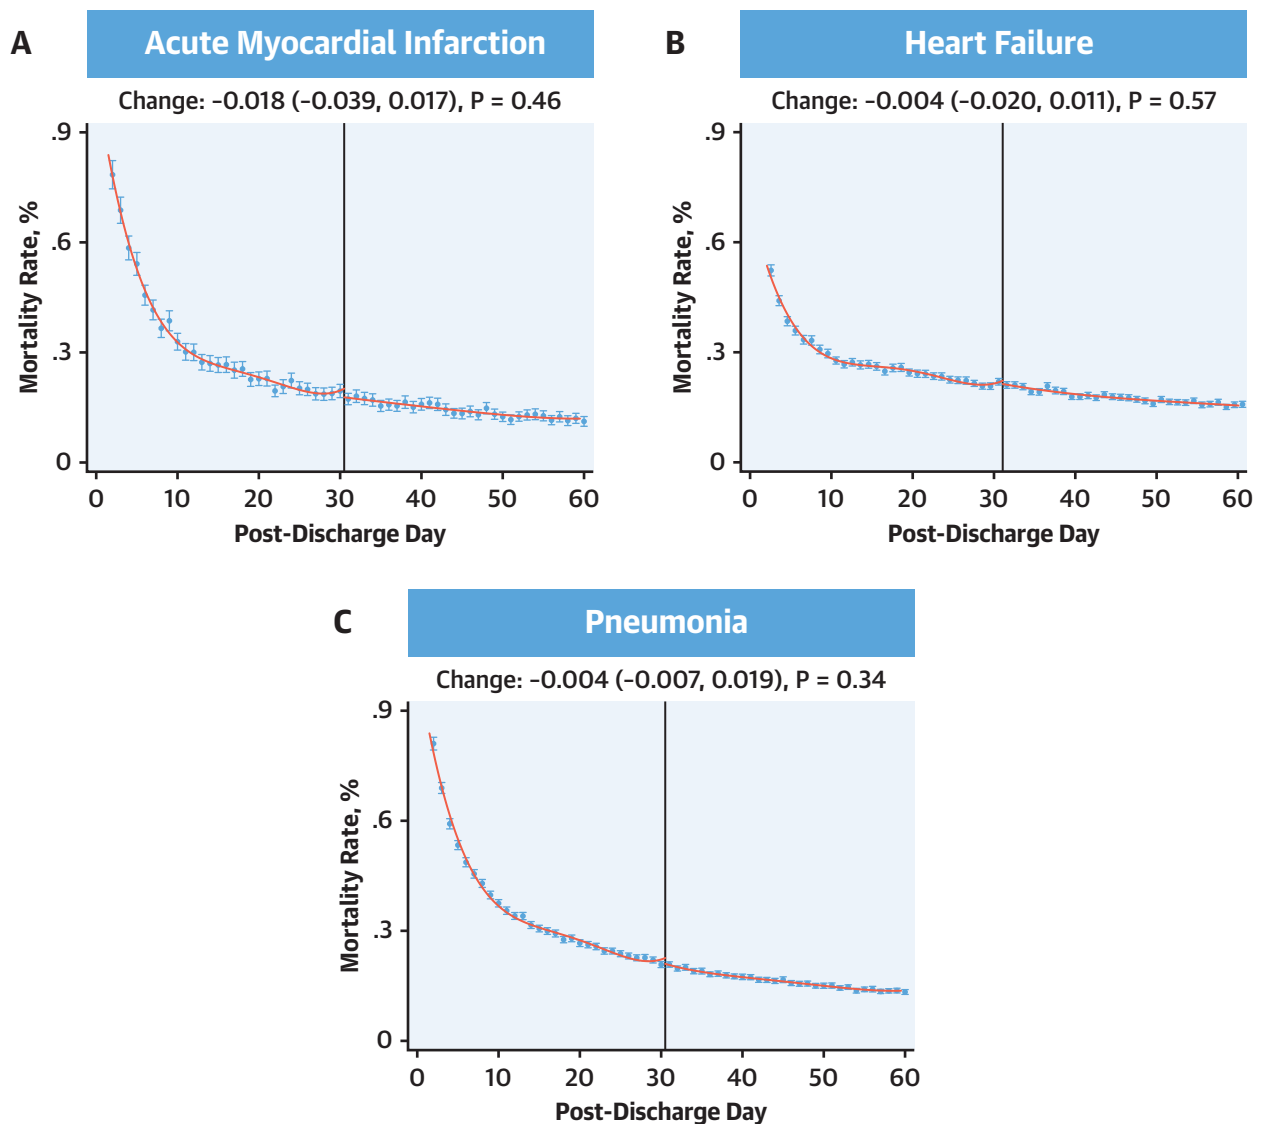 A
Acute Myocardial Infarction
Change: −0.018 (−0.039, 0.017), P = 0.46
Mortality Rate, %
.9
.6
.3
0
0 10 20 30 40 50 60
Post-Discharge Day
B
Heart Failure
Change: −0.004 (−0.020, 0.011), P = 0.57
Mortality Rate, %
.9
.6
.3
0
0 10 20 30 40 50 60
Post-Discharge Day
C
Pneumonia
Change: −0.004 (−0.007, 0.019), P = 0.34
Mortality Rate, %
.9
.6
.3
0
0 10 20 30 40 50 60
Post-Discharge Day